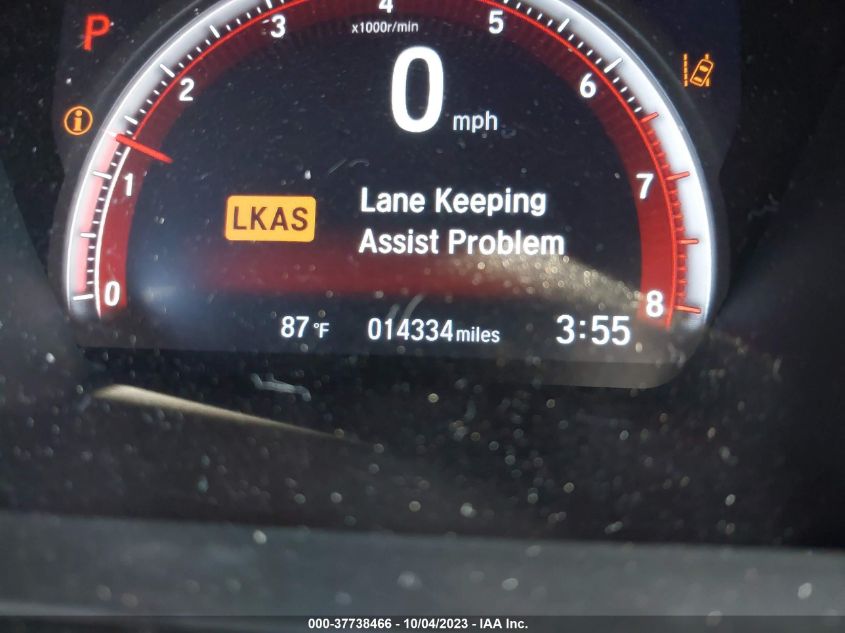 P
3
4
5
x1000r/min
2
0 mph
6
i
1
LKAS
Lane Keeping
7
Assist Problem
0
8
87 °F 014334 miles 3:55
000-37738466 - 10/04/2023 - IAA Inc.